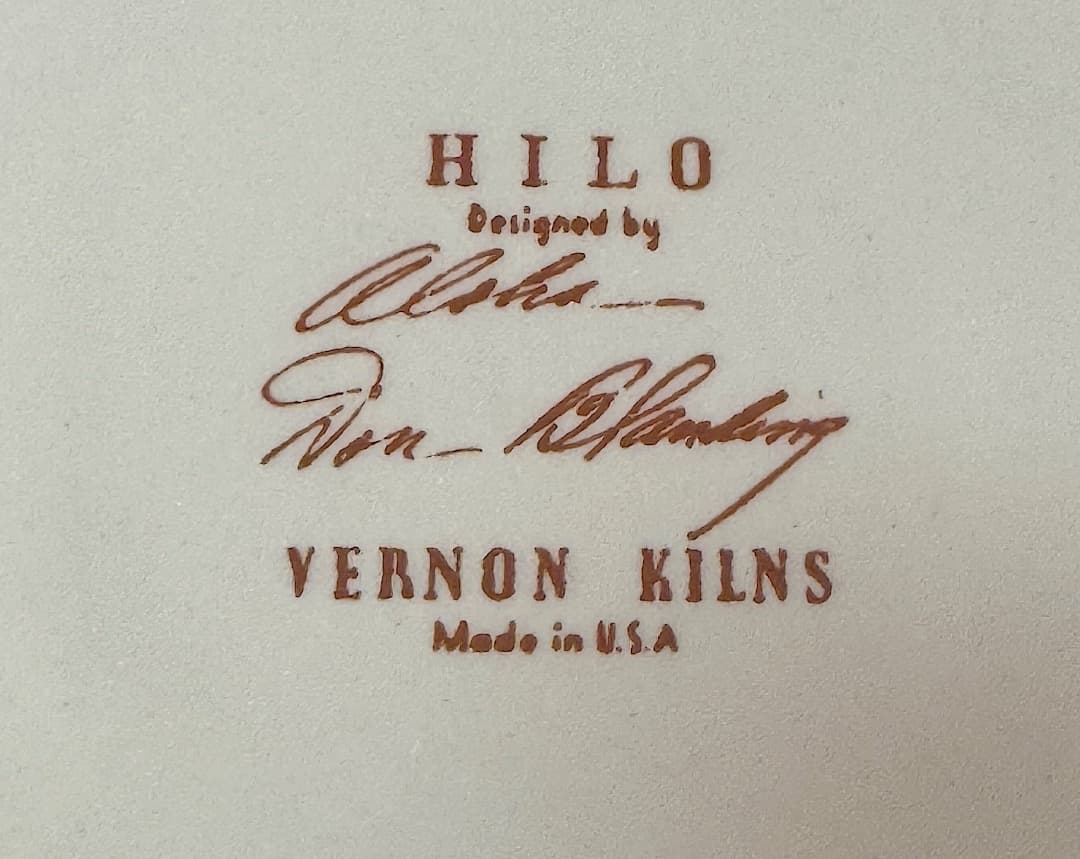 HILO
Designed by
Aloha —
Don – Blanding
VERNON KILNS
Made in U.S.A